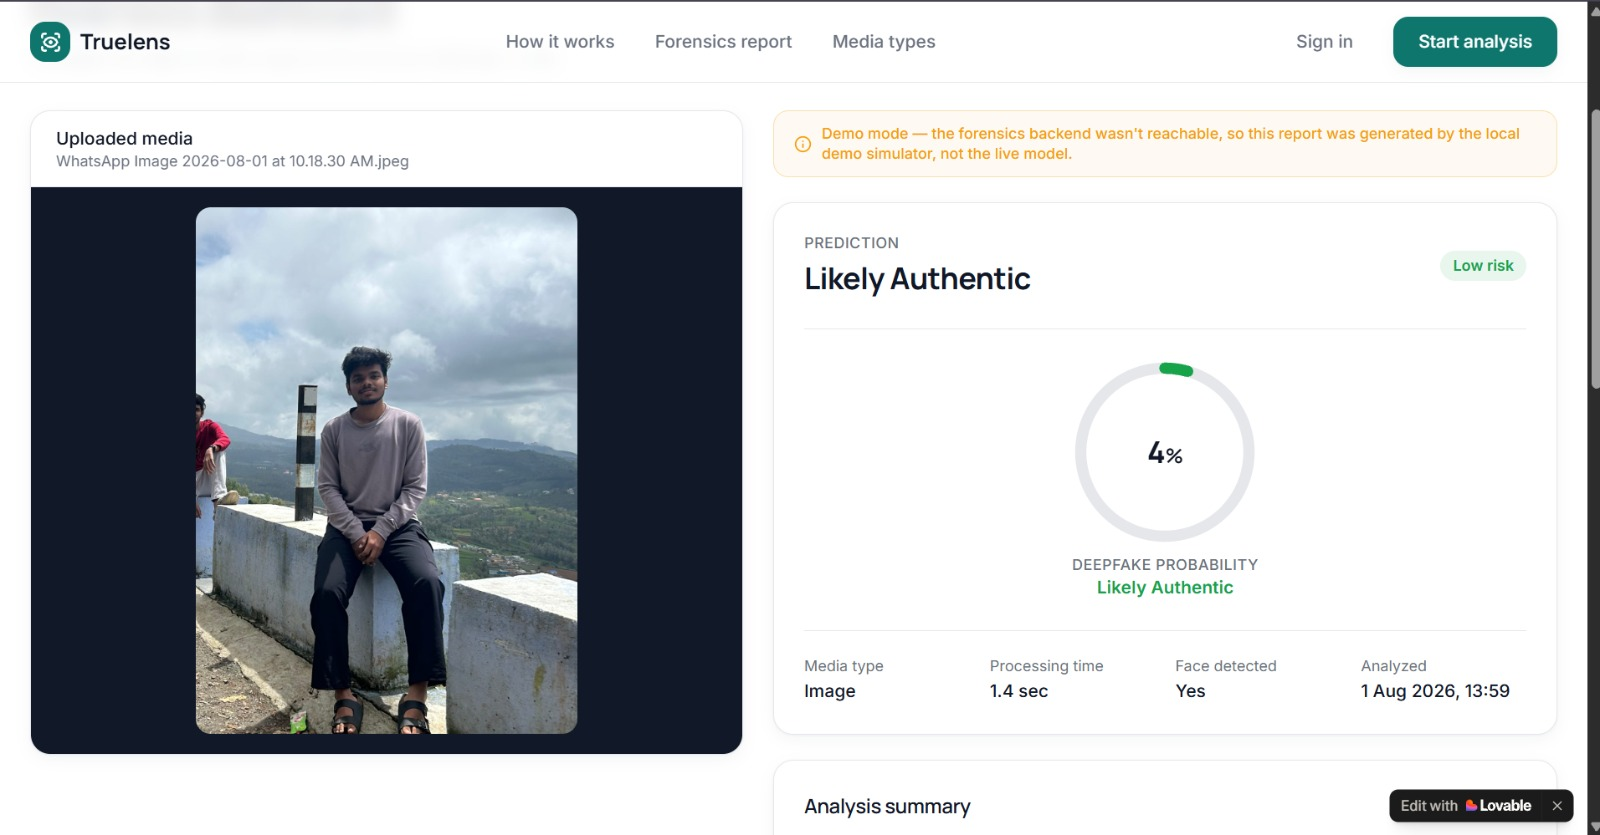 Truelens
How it works
Forensics report
Media types
Sign in
Start analysis
Uploaded media
WhatsApp Image 2026-08-01 at 10.18.30 AM.jpeg
Demo mode — the forensics backend wasn't reachable, so this report was generated by the local
demo simulator, not the live model.
PREDICTION
Likely Authentic
Low risk
4%
DEEPFAKE PROBABILITY
Likely Authentic
Media type
Image
Processing time
1.4 sec
Face detected
Yes
Analyzed
1 Aug 2026, 13:59
Analysis summary
Edit with Lovable